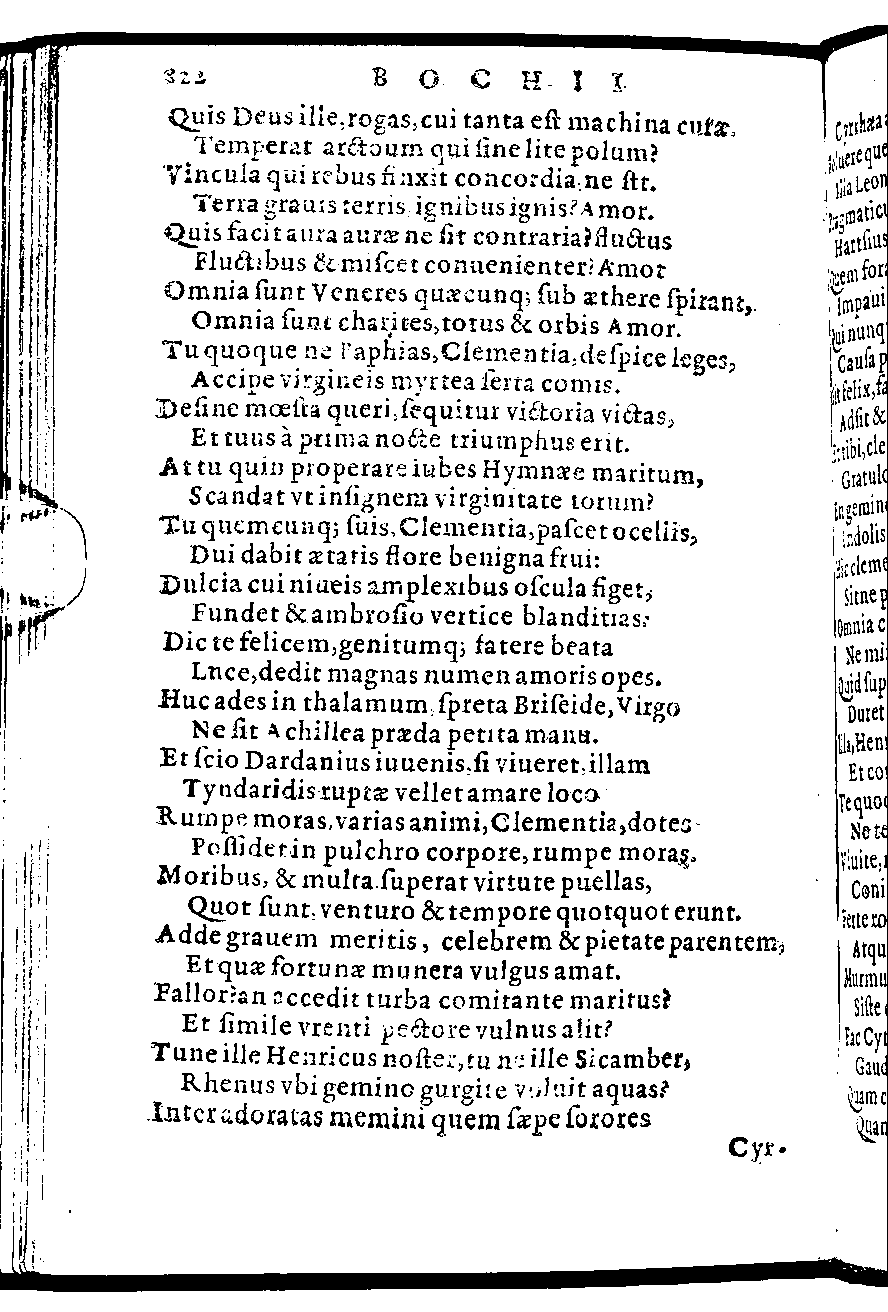 822 BOCHII
Quis Deus ille, rogas, cui tanta eſt machina curæ,
Temperat arctoum qui ſine lite polum?
Vincula qui rebus finxit concordia, ne ſtr.
Terra grauis terris, ignibus ignis? Amor.
Quis facit aura auræ ne ſit contraria? fluctus
Fluctibus & miſcet conuenienter? Amor
Omnia ſunt Veneres quæcunq; ſub æthere ſpirant,
Omnia ſunt charites, totus & orbis Amor.
Tu quoque ne Paphias, Clementia, deſpice leges,
Accipe virgineis myrtea ſerta comis.
Deſine mœſta queri, ſequitur victoria victas,
Et tuus à prima nocte triumphus erit.
At tu quin properare iubes Hymnæe maritum,
Scandat vt inſignem virginitate torum?
Tu quemcunq; ſuis, Clementia, paſcet ocellis,
Dui dabit ætatis flore benigna frui:
Dulcia cui niueis amplexibus oſcula figet,
Fundet & ambroſio vertice blanditias:
Dic te felicem, genitumq; fatere beata
Luce, dedit magnas numen amoris opes.
Huc ades in thalamum, ſpreta Briſeide, Virgo
Ne ſit Achillea præda petita manu.
Et ſcio Dardanius iuuenis, ſi viueret, illam
Tyndaridis ruptæ vellet amare loco
Rumpe moras, varias animi, Clementia, dotes
Poſſidet in pulchro corpore, rumpe moras,
Moribus, & multa ſuperat virtute puellas,
Quot ſunt, venturo & tempore quotquot erunt.
Adde grauem meritis, celebrem & pietate parentem,
Et quæ fortunæ munera vulgus amat.
Fallor? an accedit turba comitante maritus?
Et ſimile vrenti pectore vulnus alit?
Tune ille Henricus noſter, tu ne ille Sicamber,
Rhenus vbi gemino gurgite voluit aquas?
Inter adoratas memini quem ſæpe ſorores
Cyr-